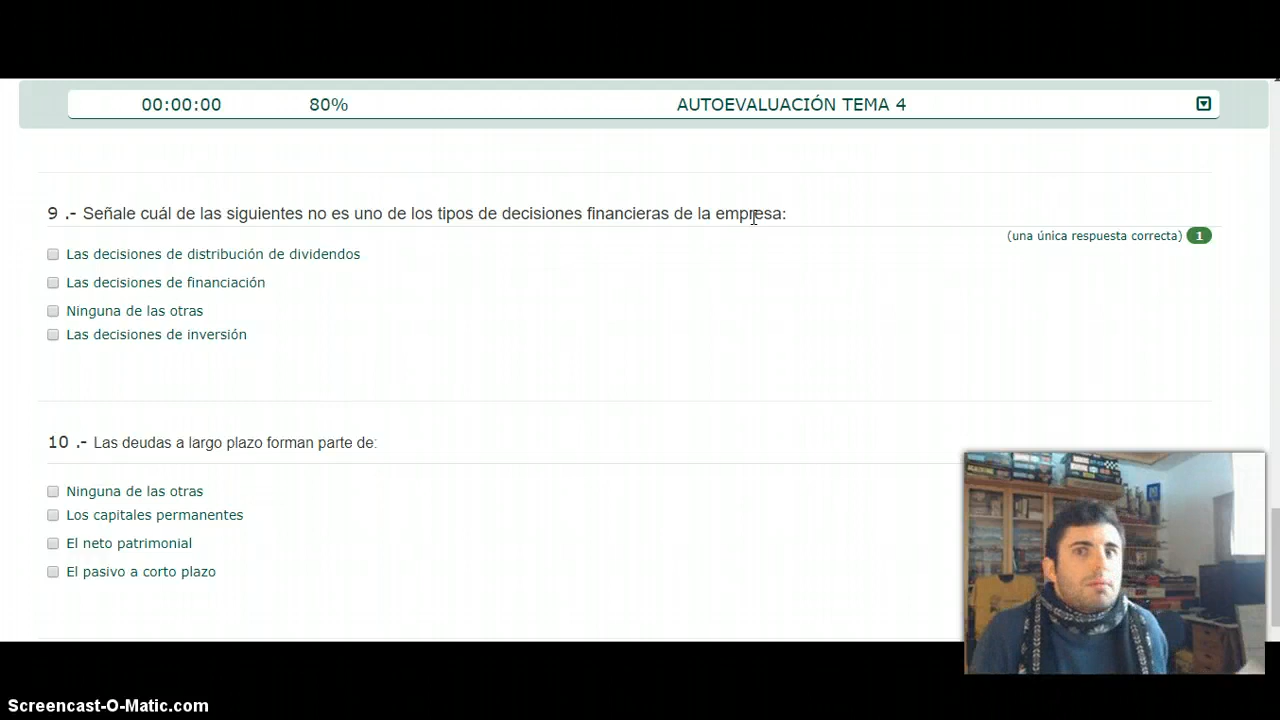 00:00:00 80% AUTOEVALUACIÓN TEMA 4
9 .- Señale cuál de las siguientes no es uno de los tipos de decisiones financieras de la empresa:
(una única respuesta correcta) 1
Las decisiones de distribución de dividendos
Las decisiones de financiación
Ninguna de las otras
Las decisiones de inversión
10 .- Las deudas a largo plazo forman parte de:
Ninguna de las otras
Los capitales permanentes
El neto patrimonial
El pasivo a corto plazo
Screencast-O-Matic.com